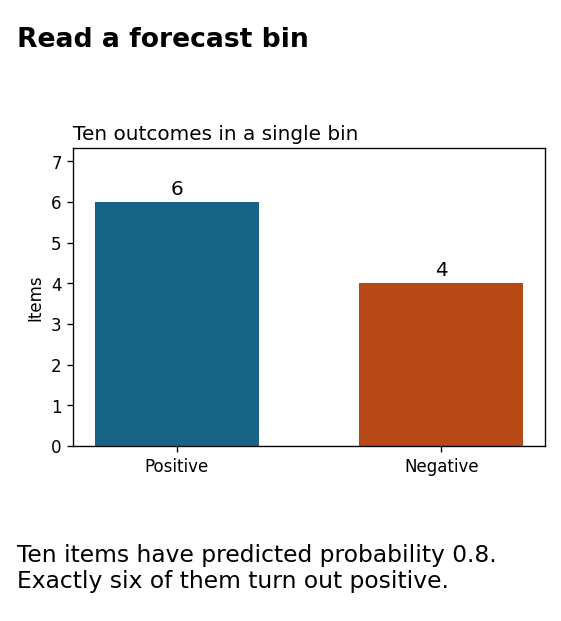 Read a forecast bin
Ten outcomes in a single bin
7
6
5
4
3
2
1
0
Items
6
4
Positive
Negative
Ten items have predicted probability 0.8.
Exactly six of them turn out positive.